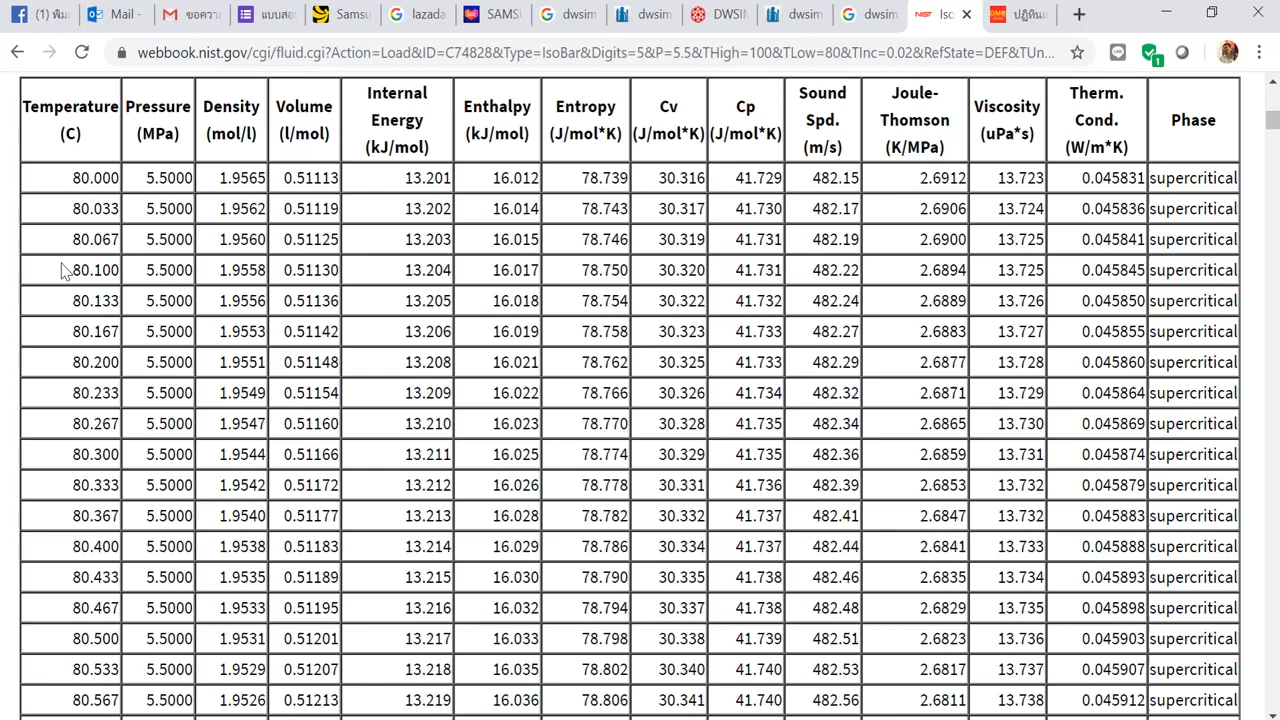 พิมเ Mail - ขอความ แบบสอ Samsu lazada SAMS dwsim dwsim DWSIM dwsim dwsim NIST Iso ปฏิทินแ
webbook.nist.gov/cgi/fluid.cgi?Action=Load&ID=C74828&Type=IsoBar&Digits=5&P=5.5&THigh=100&TLow=80&TInc=0.02&RefState=DEF&TUn...
1
Temperature (C) Pressure (MPa) Density (mol/l) Volume (l/mol) Internal Energy (kJ/mol) Enthalpy (kJ/mol) Entropy (J/mol*K) Cv (J/mol*K) Cp (J/mol*K) Sound Spd. (m/s) Joule-Thomson (K/MPa) Viscosity (uPa*s) Therm. Cond. (W/m*K) Phase
80.000 5.5000 1.9565 0.51113 13.201 16.012 78.739 30.316 41.729 482.15 2.6912 13.723 0.045831 supercritical
80.033 5.5000 1.9562 0.51119 13.202 16.014 78.743 30.317 41.730 482.17 2.6906 13.724 0.045836 supercritical
80.067 5.5000 1.9560 0.51125 13.203 16.015 78.746 30.319 41.731 482.19 2.6900 13.725 0.045841 supercritical
80.100 5.5000 1.9558 0.51130 13.204 16.017 78.750 30.320 41.731 482.22 2.6894 13.725 0.045845 supercritical
80.133 5.5000 1.9556 0.51136 13.205 16.018 78.754 30.322 41.732 482.24 2.6889 13.726 0.045850 supercritical
80.167 5.5000 1.9553 0.51142 13.206 16.019 78.758 30.323 41.733 482.27 2.6883 13.727 0.045855 supercritical
80.200 5.5000 1.9551 0.51148 13.208 16.021 78.762 30.325 41.733 482.29 2.6877 13.728 0.045860 supercritical
80.233 5.5000 1.9549 0.51154 13.209 16.022 78.766 30.326 41.734 482.32 2.6871 13.729 0.045864 supercritical
80.267 5.5000 1.9547 0.51160 13.210 16.023 78.770 30.328 41.735 482.34 2.6865 13.730 0.045869 supercritical
80.300 5.5000 1.9544 0.51166 13.211 16.025 78.774 30.329 41.735 482.36 2.6859 13.731 0.045874 supercritical
80.333 5.5000 1.9542 0.51172 13.212 16.026 78.778 30.331 41.736 482.39 2.6853 13.732 0.045879 supercritical
80.367 5.5000 1.9540 0.51177 13.213 16.028 78.782 30.332 41.737 482.41 2.6847 13.732 0.045883 supercritical
80.400 5.5000 1.9538 0.51183 13.214 16.029 78.786 30.334 41.737 482.44 2.6841 13.733 0.045888 supercritical
80.433 5.5000 1.9535 0.51189 13.215 16.030 78.790 30.335 41.738 482.46 2.6835 13.734 0.045893 supercritical
80.467 5.5000 1.9533 0.51195 13.216 16.032 78.794 30.337 41.738 482.48 2.6829 13.735 0.045898 supercritical
80.500 5.5000 1.9531 0.51201 13.217 16.033 78.798 30.338 41.739 482.51 2.6823 13.736 0.045903 supercritical
80.533 5.5000 1.9529 0.51207 13.218 16.035 78.802 30.340 41.740 482.53 2.6817 13.737 0.045907 supercritical
80.567 5.5000 1.9526 0.51213 13.219 16.036 78.806 30.341 41.740 482.56 2.6811 13.738 0.045912 supercritical